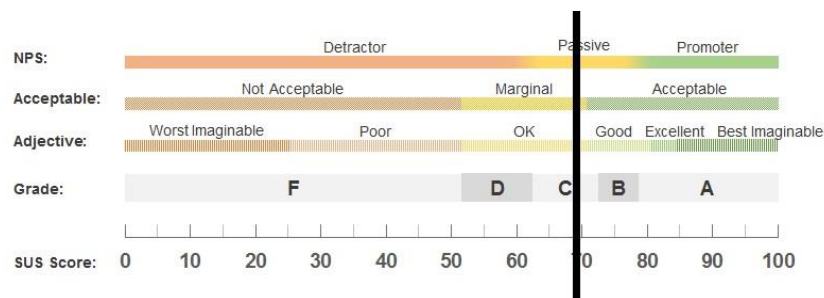 NPS: Detractor Passive Promoter
Acceptable: Not Acceptable Marginal Acceptable
Adjective: Worst Imaginable Poor OK Good Excellent Best Imaginable
Grade: F D C B A
SUS Score: 0 10 20 30 40 50 60 70 80 90 100